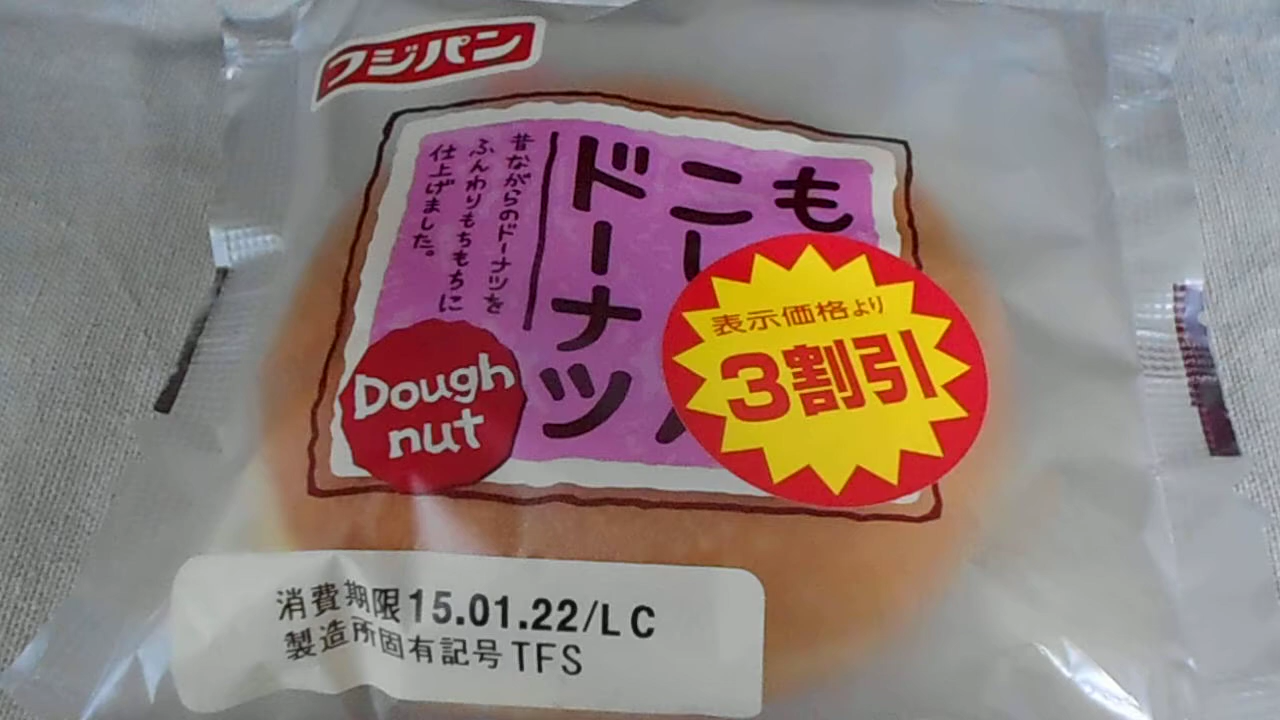 フジパン
も
こし
ドーナツ
昔ながらのドーナツを
ふんわりもちもちに
仕上げました。
表示価格より
3割引
Dough
nut
消費期限15.01.22/LC
製造所固有記号TFS